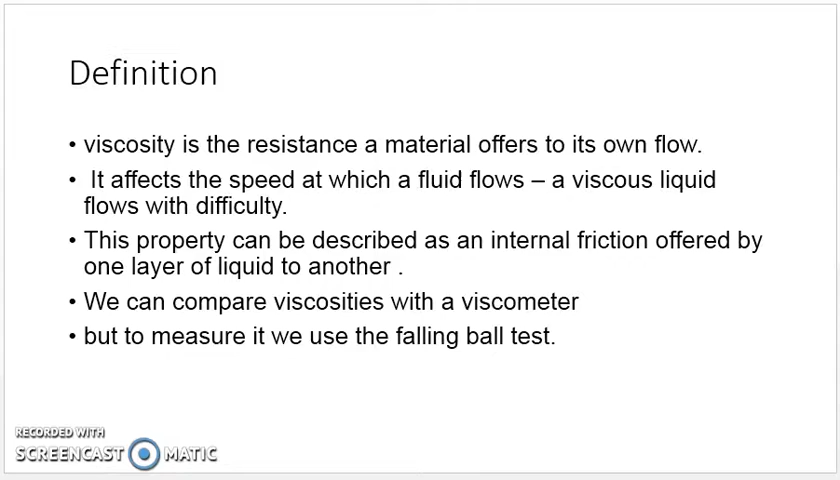 Definition
• viscosity is the resistance a material offers to its own flow.
• It affects the speed at which a fluid flows – a viscous liquid
flows with difficulty.
• This property can be described as an internal friction offered by
one layer of liquid to another .
• We can compare viscosities with a viscometer
• but to measure it we use the falling ball test.
RECORDED WITH
SCREENCAST MATIC